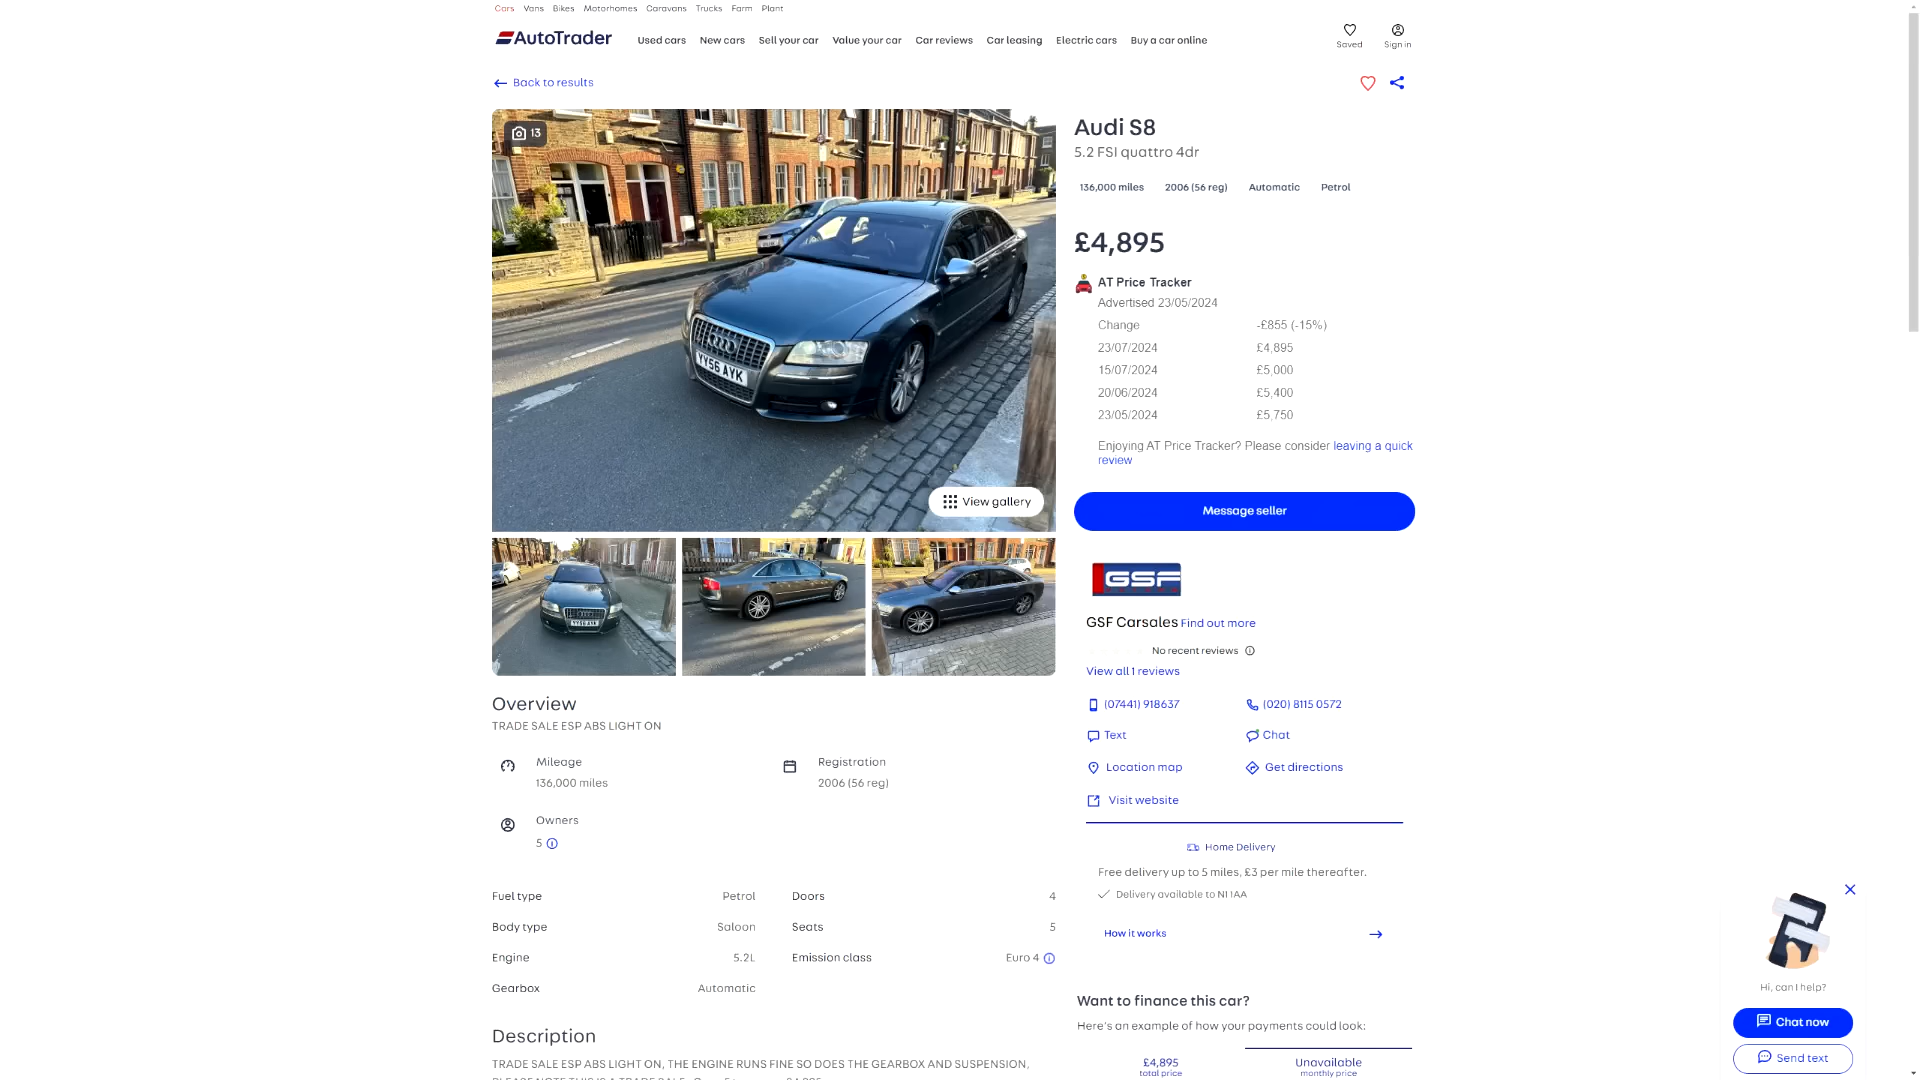 Cars Vans Bikes Motorhomes Caravans Trucks Farm Plant
AutoTrader
Used cars New cars Sell your car Value your car Car reviews Car leasing Electric cars Buy a car online
Saved
Sign in
Back to results
13
YY56 AYK
View gallery
YY56 AYK
Audi S8
5.2 FSI quattro 4dr
136,000 miles 2006 (56 reg) Automatic Petrol
£4,895
AT Price Tracker
Advertised 23/05/2024
Change -£855 (-15%)
23/07/2024 £4,895
15/07/2024 £5,000
20/06/2024 £5,400
23/05/2024 £5,750
Enjoying AT Price Tracker? Please consider leaving a quick
review
Message seller
GSF
GSF Carsales Find out more
No recent reviews
View all 1 reviews
(07441) 918637 (020) 8115 0572
Text Chat
Location map Get directions
Visit website
Home Delivery
Free delivery up to 5 miles, £3 per mile thereafter.
Delivery available to N1 1AA
How it works
Want to finance this car?
Here's an example of how your payments could look:
£4,895 Unavailable
total price monthly price
Overview
TRADE SALE ESP ABS LIGHT ON
Mileage Registration
136,000 miles 2006 (56 reg)
Owners
5
Fuel type Petrol Doors 4
Body type Saloon Seats 5
Engine 5.2L Emission class Euro 4
Gearbox Automatic
Description
TRADE SALE ESP ABS LIGHT ON, THE ENGINE RUNS FINE SO DOES THE GEARBOX AND SUSPENSION,
Hi, can I help?
Chat now
Send text